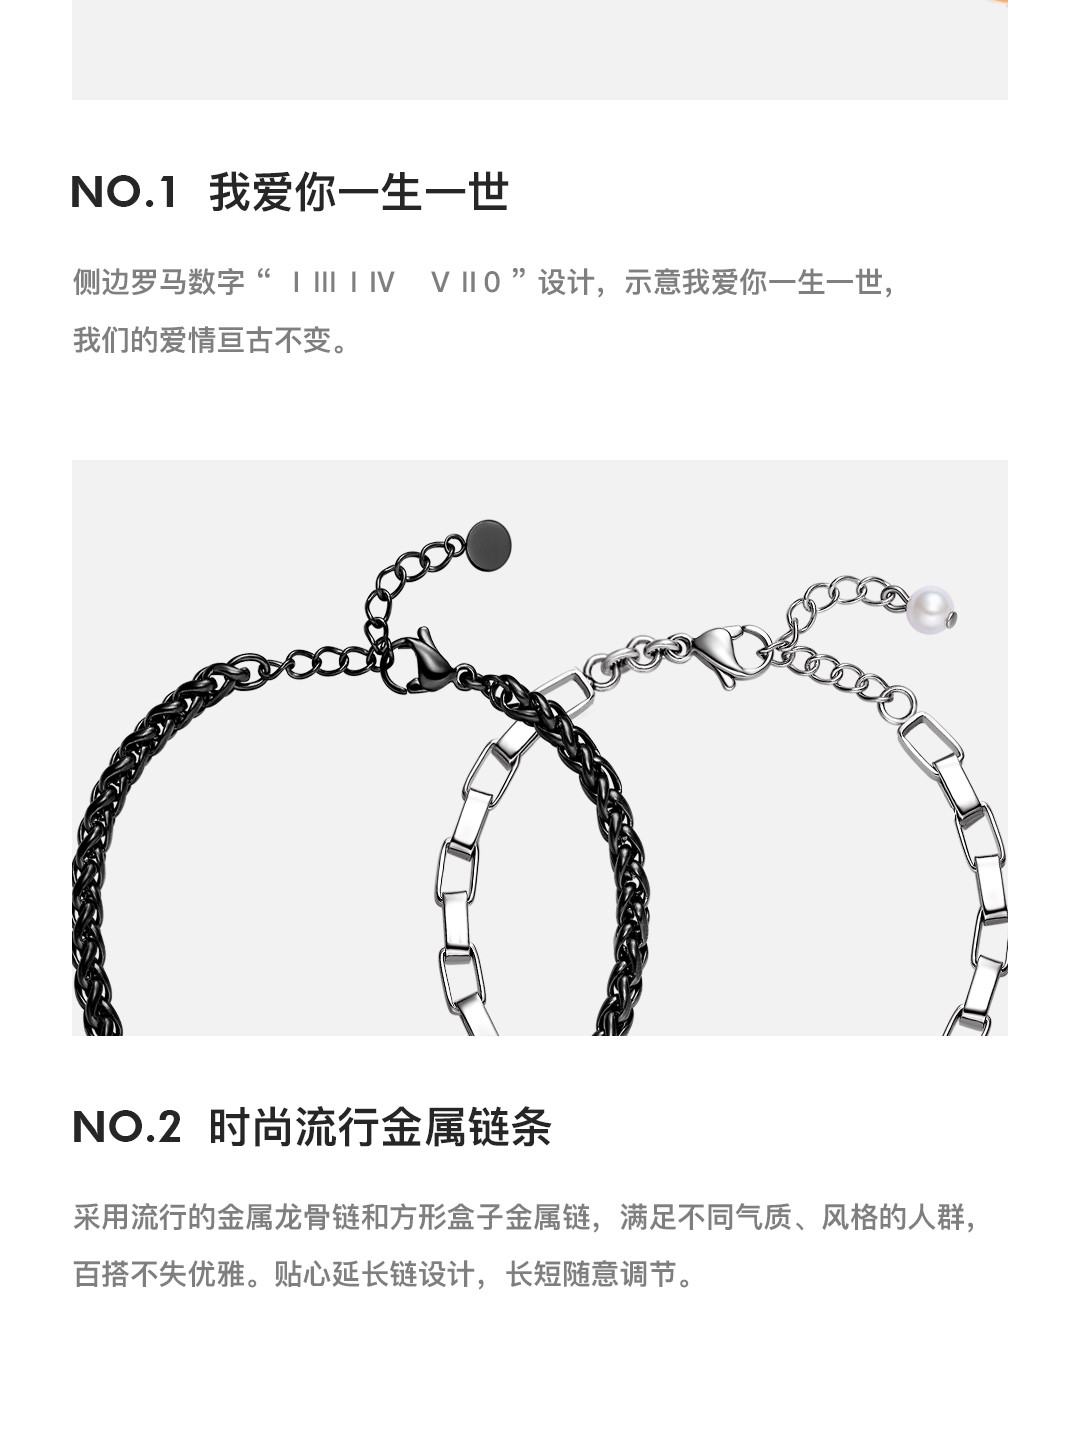 NO.1 我爱你一生一世
侧边罗马数字“ⅠⅢⅠⅣ ⅤⅡ0”设计，示意我爱你一生一世，
我们的爱情亘古不变。
NO.2 时尚流行金属链条
采用流行的金属龙骨链和方形盒子金属链，满足不同气质、风格的人群，
百搭不失优雅。贴心延长链设计，长短随意调节。